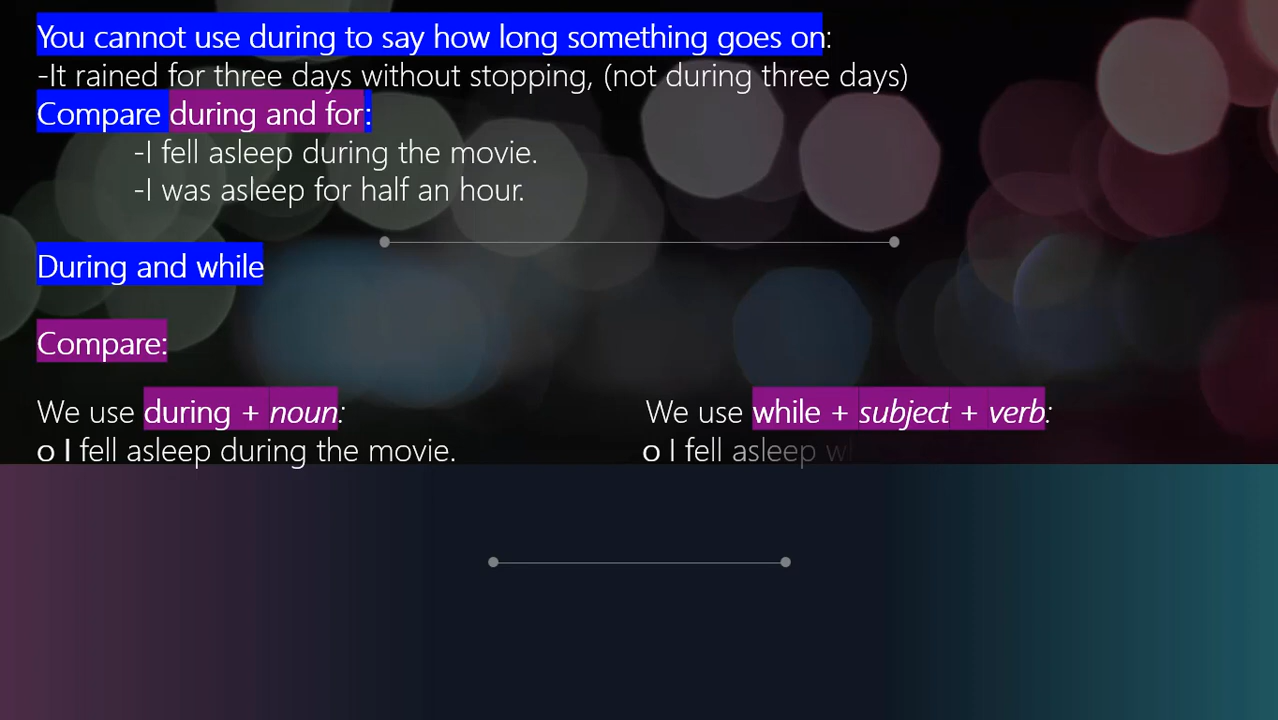 You cannot use during to say how long something goes on:
-It rained for three days without stopping, (not during three days)
Compare during and for:
-I fell asleep during the movie.
-I was asleep for half an hour.
During and while
Compare:
We use during + noun:
o I fell asleep during the movie.
We use while + subject + verb:
o I fell asleep